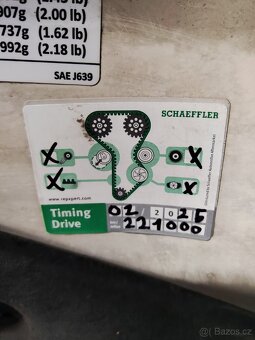 907g (2.00 lb)
737g (1.62 lb)
992g (2.18 lb)
SAE J639
SCHAEFFLER
X
X
X
X
www.repxpert.com
Timing
Drive
02 / 2025
221000
Bazoš.cz